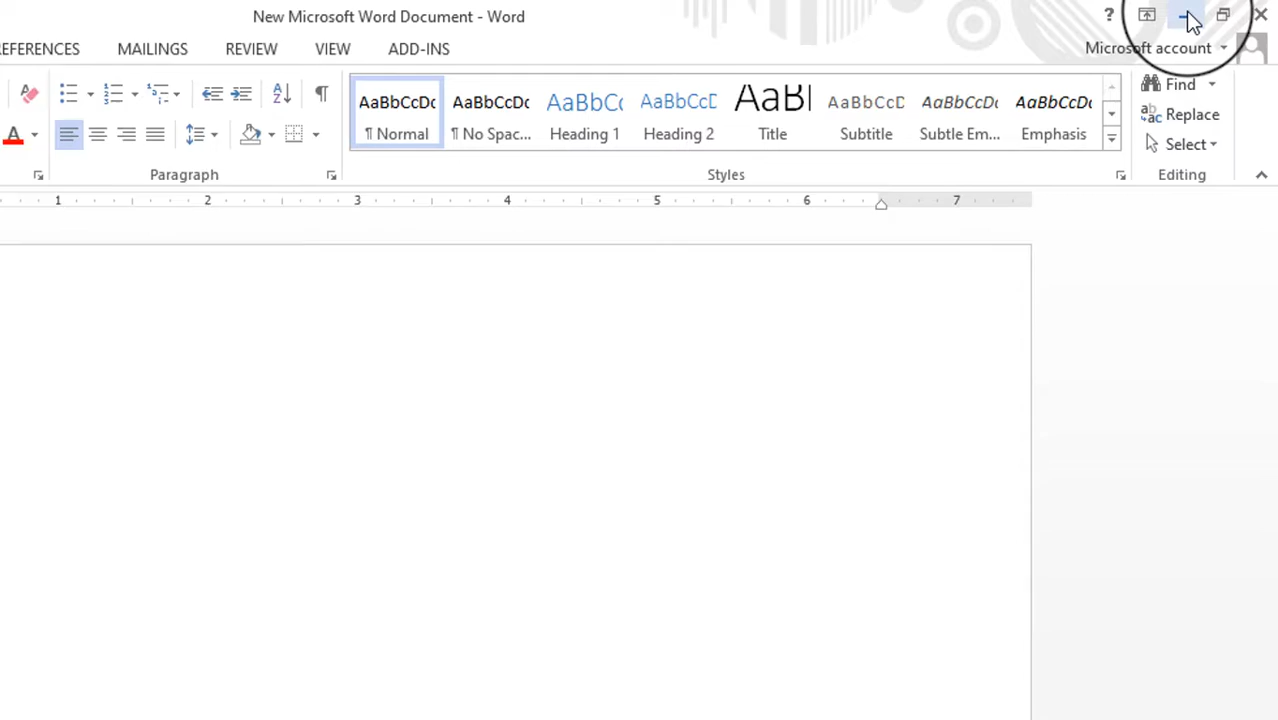 New Microsoft Word Document - Word
?
EFERENCES MAILINGS REVIEW VIEW ADD-INS Microsoft account
AaBbCcDc AaBbCcDc AaBbC AaBbCcD AaB AaBbCcD AaBbCcDc AaBbCcDc Find
¶ Normal ¶ No Spac... Heading 1 Heading 2 Title Subtitle Subtle Em... Emphasis Replace
A Select
Paragraph Styles Editing
1 2 3 4 5 6 7